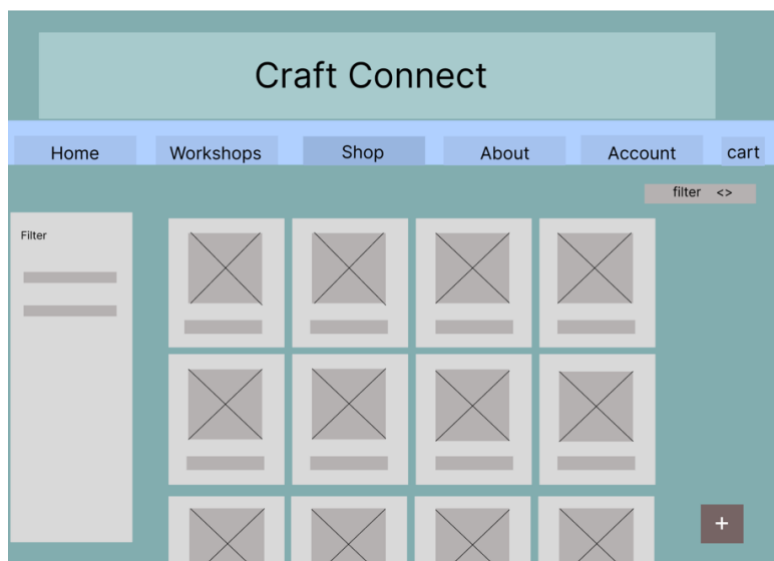 Craft Connect
Home Workshops Shop About Account cart
filter <>
Filter
+